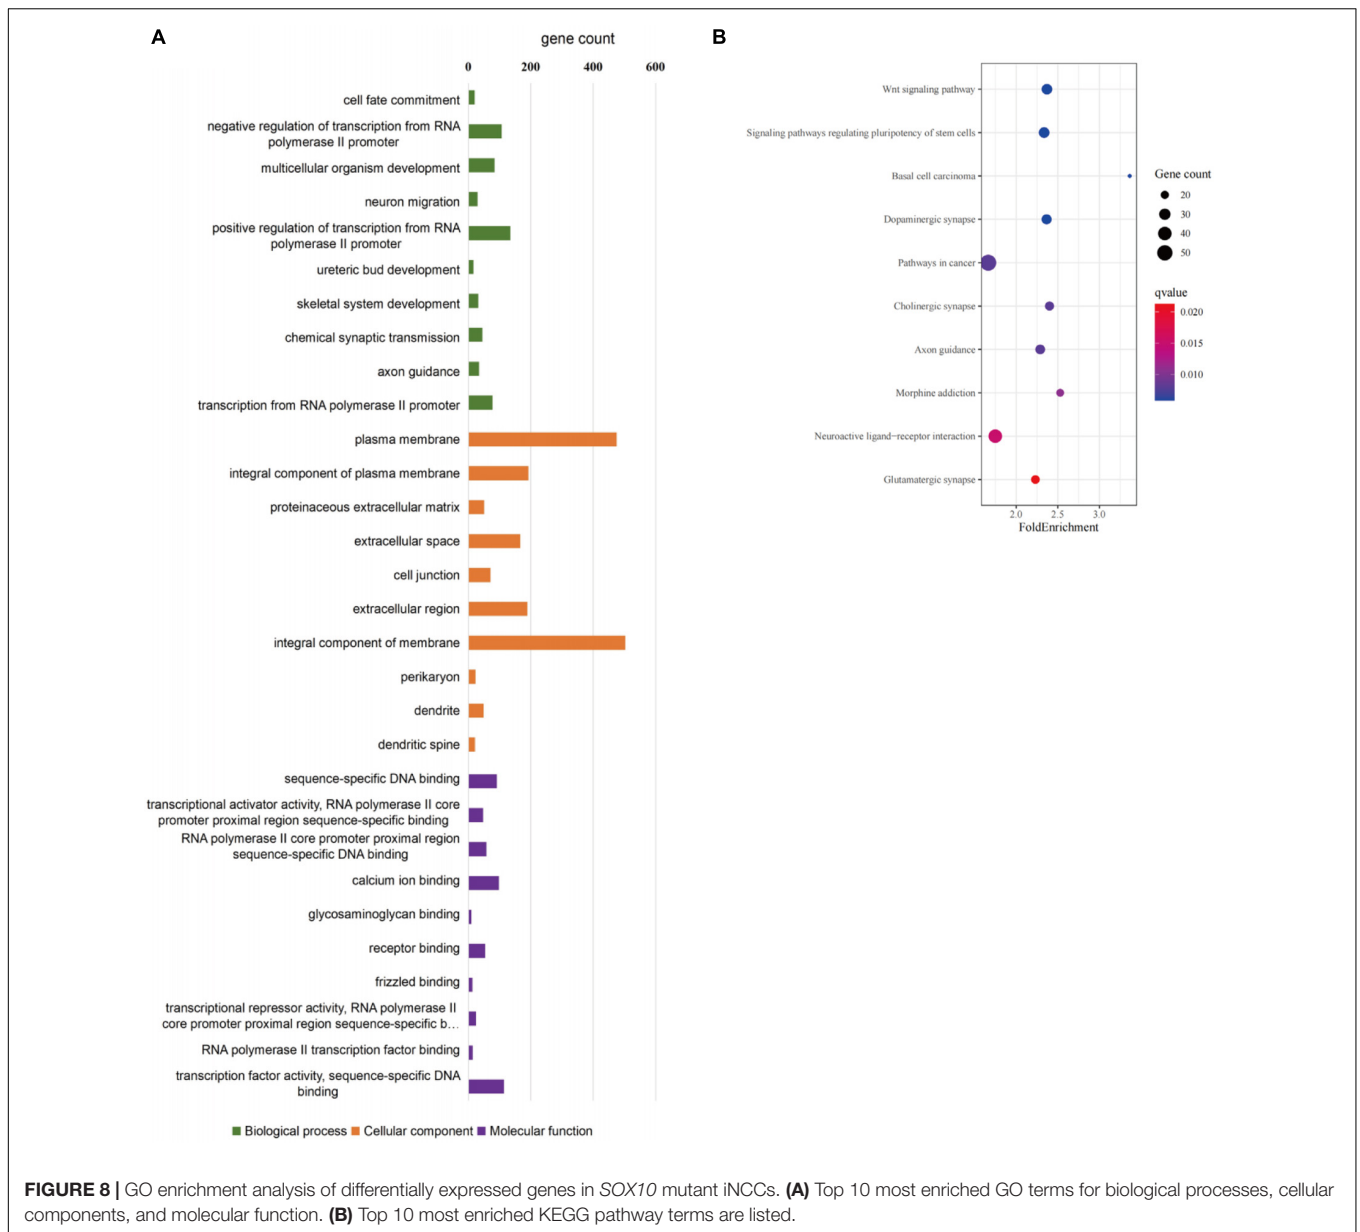 A
gene count
0 200 400 600
cell fate commitment
negative regulation of transcription from RNA
polymerase II promoter
multicellular organism development
neuron migration
positive regulation of transcription from RNA
polymerase II promoter
ureteric bud development
skeletal system development
chemical synaptic transmission
axon guidance
transcription from RNA polymerase II promoter
plasma membrane
integral component of plasma membrane
proteinaceous extracellular matrix
extracellular space
cell junction
extracellular region
integral component of membrane
perikaryon
dendrite
dendritic spine
sequence-specific DNA binding
transcriptional activator activity, RNA polymerase II core
promoter proximal region sequence-specific binding
RNA polymerase II core promoter proximal region
sequence-specific DNA binding
calcium ion binding
glycosaminoglycan binding
receptor binding
frizzled binding
transcriptional repressor activity, RNA polymerase II
core promoter proximal region sequence-specific b...
RNA polymerase II transcription factor binding
transcription factor activity, sequence-specific DNA
binding
Biological process Cellular component Molecular function
B
Wnt signaling pathway
Signaling pathways regulating pluripotency of stem cells
Basal cell carcinoma
Dopaminergic synapse
Pathways in cancer
Cholinergic synapse
Axon guidance
Morphine addiction
Neuroactive ligand−receptor interaction
Glutamatergic synapse
2.0 2.5 3.0
FoldEnrichment
Gene count
20
30
40
50
qvalue
0.020
0.015
0.010
FIGURE 8 | GO enrichment analysis of differentially expressed genes in SOX10 mutant iNCCs. (A) Top 10 most enriched GO terms for biological processes, cellular
components, and molecular function. (B) Top 10 most enriched KEGG pathway terms are listed.